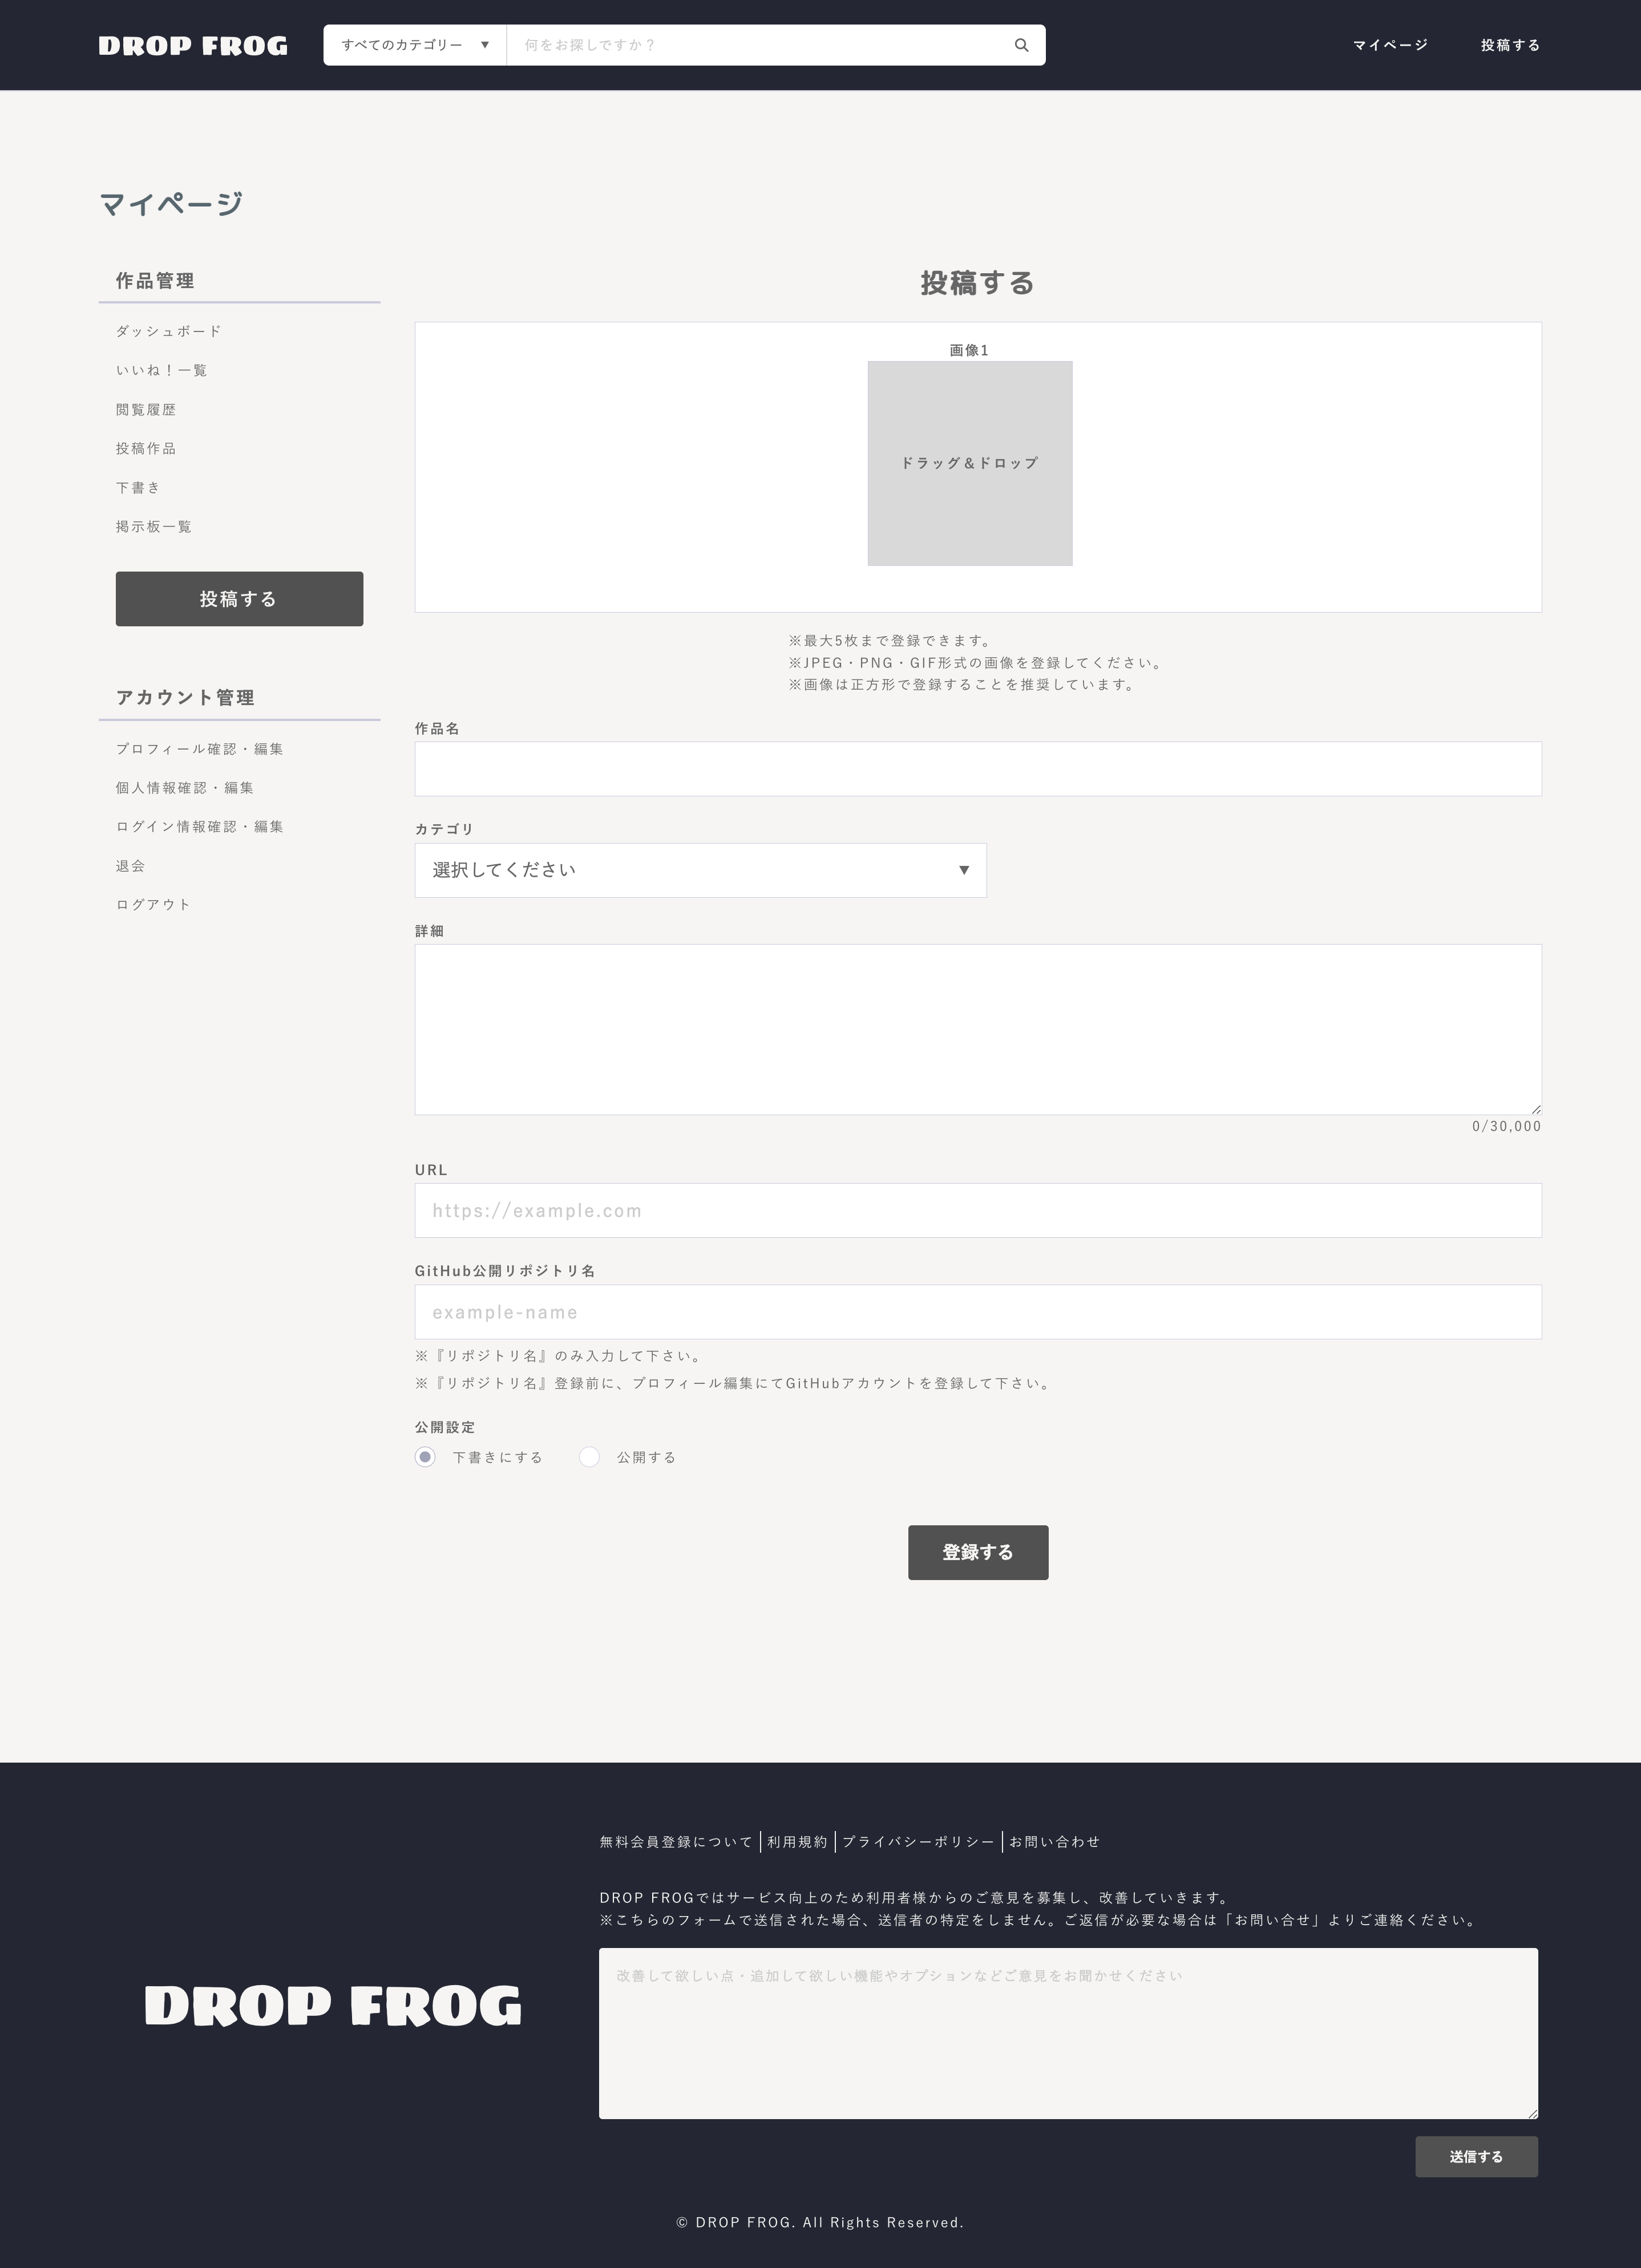 DROP FROG
すべてのカテゴリー ▼
何をお探しですか？
マイページ
投稿する
マイページ
作品管理
ダッシュボード
いいね！一覧
閲覧履歴
投稿作品
下書き
掲示板一覧
投稿する
アカウント管理
プロフィール確認・編集
個人情報確認・編集
ログイン情報確認・編集
退会
ログアウト
投稿する
画像1
ドラッグ＆ドロップ
※最大5枚まで登録できます。
※JPEG・PNG・GIF形式の画像を登録してください。
※画像は正方形で登録することを推奨しています。
作品名
カテゴリ
選択してください ▼
詳細
0/30,000
URL
https://example.com
GitHub公開リポジトリ名
example-name
※『リポジトリ名』のみ入力して下さい。
※『リポジトリ名』登録前に、プロフィール編集にてGitHubアカウントを登録して下さい。
公開設定
下書きにする
公開する
登録する
無料会員登録について
利用規約
プライバシーポリシー
お問い合わせ
DROP FROGではサービス向上のため利用者様からのご意見を募集し、改善していきます。
※こちらのフォームで送信された場合、送信者の特定をしません。ご返信が必要な場合は「お問い合せ」よりご連絡ください。
DROP FROG
改善して欲しい点・追加して欲しい機能やオプションなどご意見をお聞かせください
送信する
© DROP FROG. All Rights Reserved.